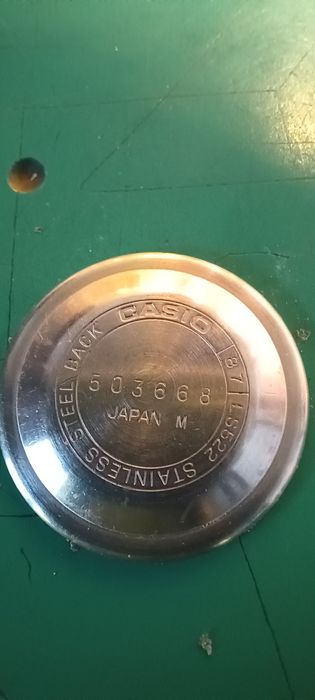 CASIO
87
LS522
STAINLESS STEEL BACK
503668
JAPAN M